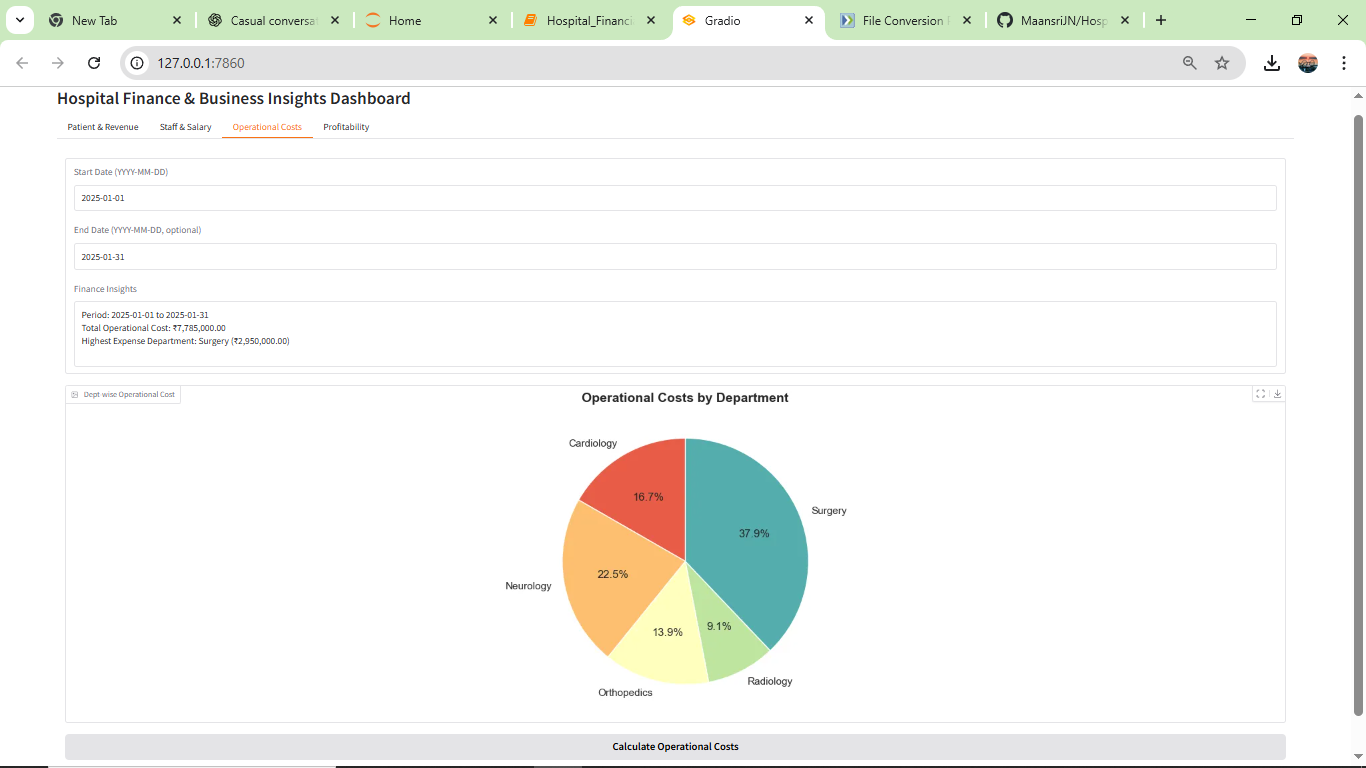 New Tab
Casual conversat
Home
Hospital_Financi
Gradio
File Conversion
MaansriJN/Hosp
127.0.0.1:7860
Hospital Finance & Business Insights Dashboard
Patient & Revenue
Staff & Salary
Operational Costs
Profitability
Start Date (YYYY-MM-DD)
2025-01-01
End Date (YYYY-MM-DD, optional)
2025-01-31
Finance Insights
Period: 2025-01-01 to 2025-01-31
Total Operational Cost: ₹7,785,000.00
Highest Expense Department: Surgery (₹2,950,000.00)
Dept-wise Operational Cost
Operational Costs by Department
Cardiology
16.7%
Surgery
37.9%
Neurology
22.5%
13.9%
9.1%
Radiology
Orthopedics
Calculate Operational Costs